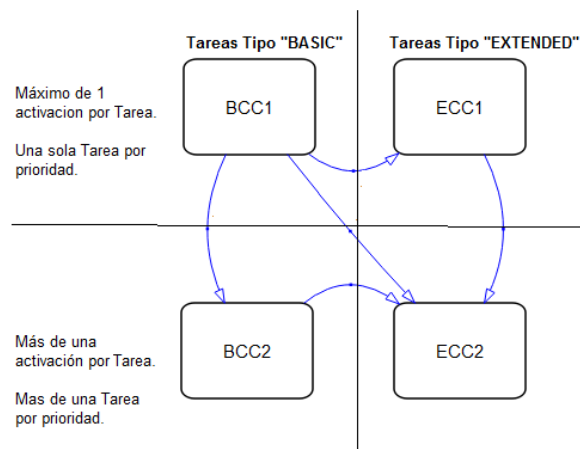 Tareas Tipo "BASIC"
Tareas Tipo "EXTENDED"
Máximo de 1
activacion por Tarea.
Una sola Tarea por
prioridad.
BCC1
ECC1
Más de una
activación por Tarea.
Mas de una Tarea
por prioridad.
BCC2
ECC2